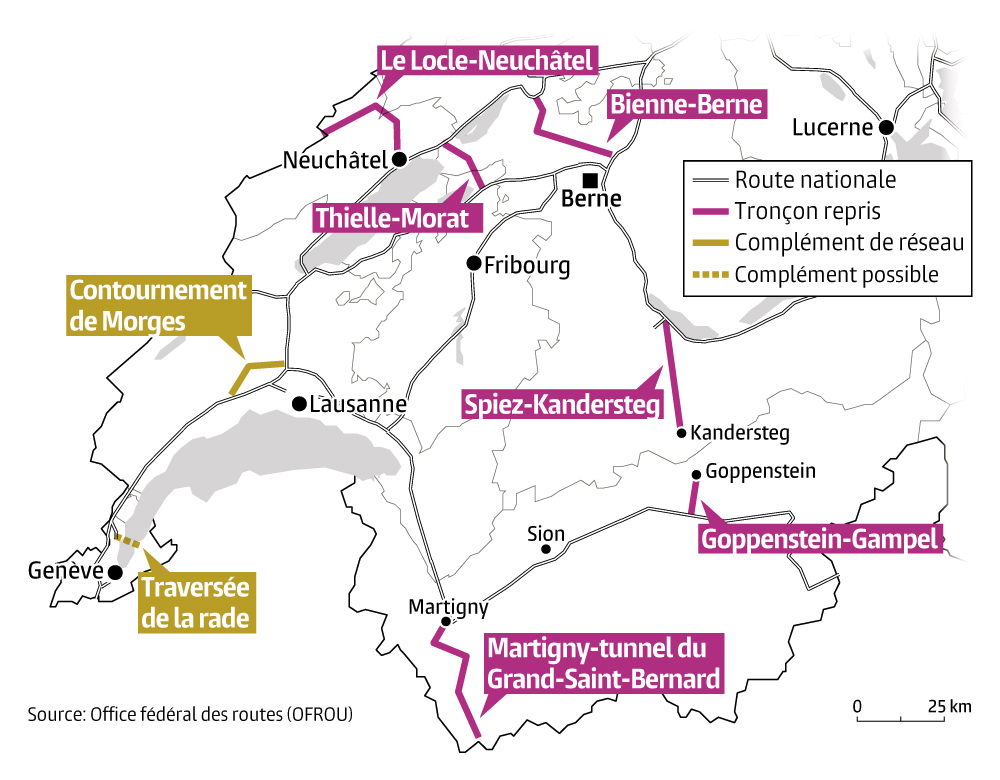 Le Locle-Neuchâtel
Bienne-Berne
Lucerne
Neuchâtel
Route nationale
Tronçon repris
Complément de réseau
Complément possible
Berne
Thielle-Morat
Fribourg
Contournement
de Morges
Spiez-Kandersteg
Lausanne
Kandersteg
Goppenstein
Sion
Goppenstein-Gampel
Genève
Traversée
de la rade
Martigny
Martigny-tunnel du
Grand-Saint-Bernard
Source: Office fédéral des routes (OFROU)
0 25 km